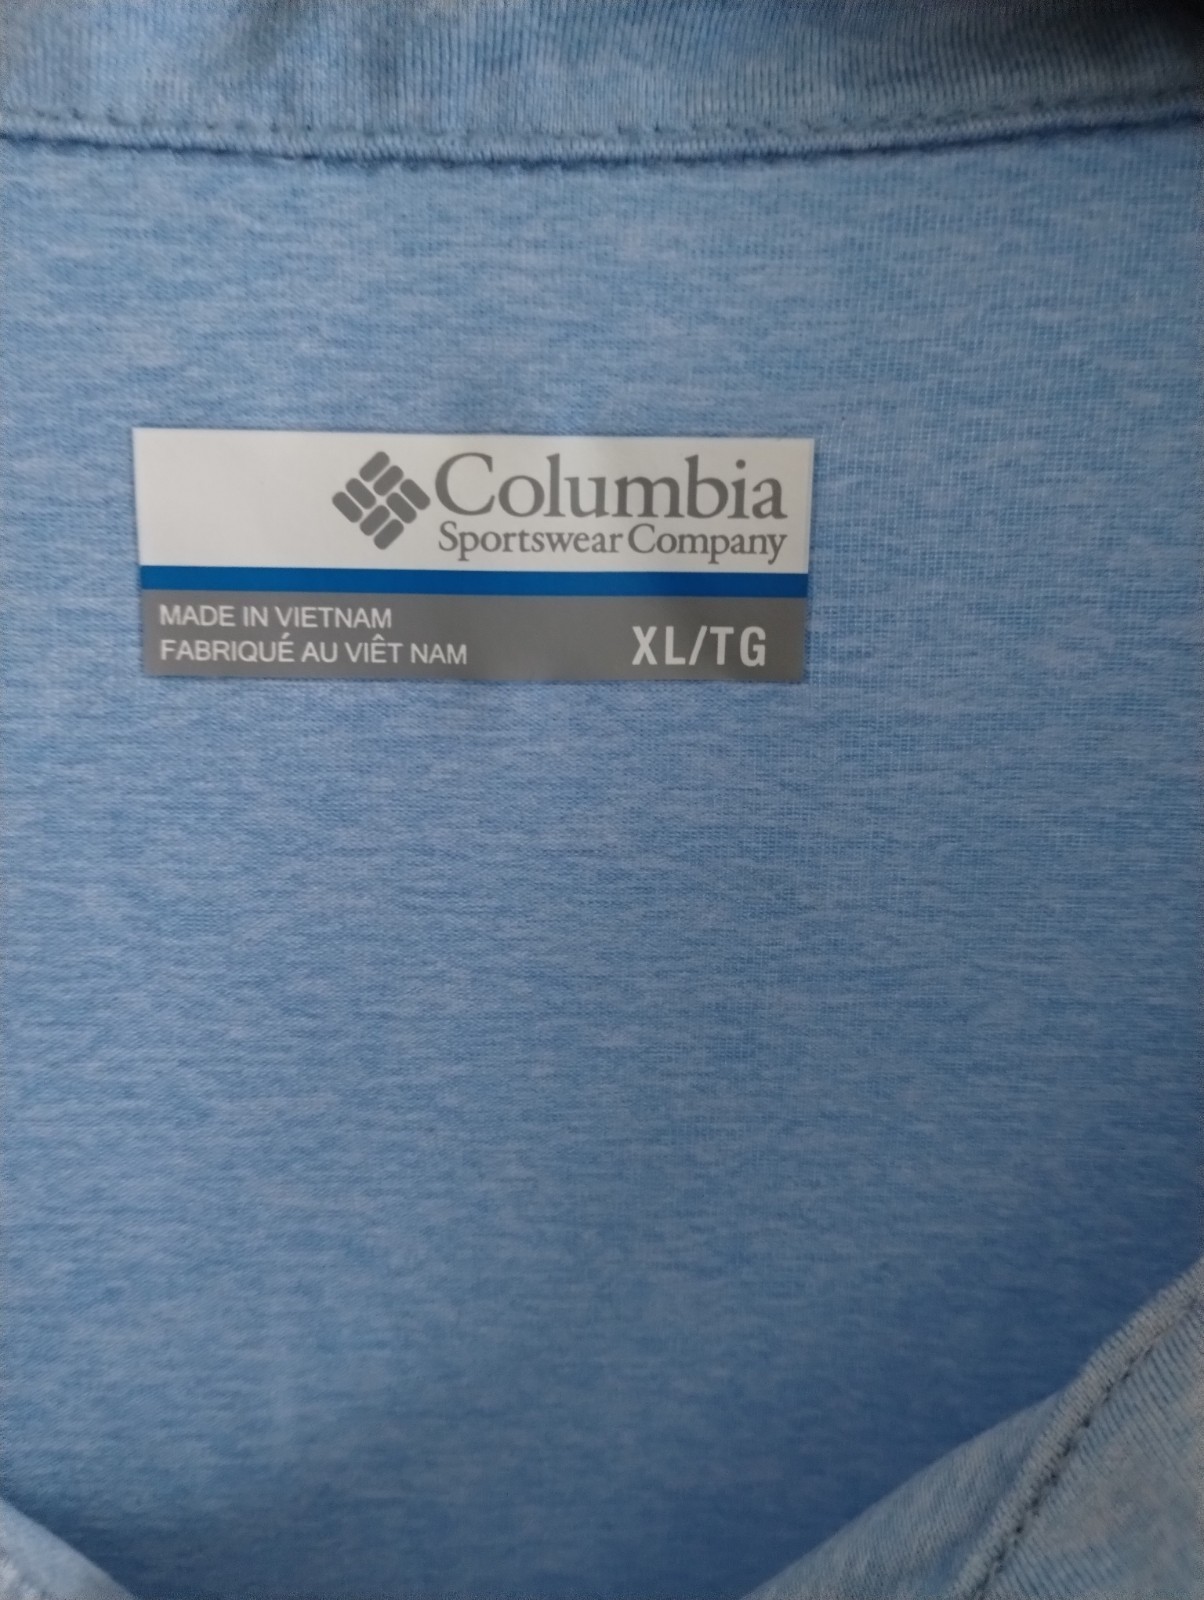 Columbia
Sportswear Company
MADE IN VIETNAM
FABRIQUÉ AU VIÊT NAM
XL/TG